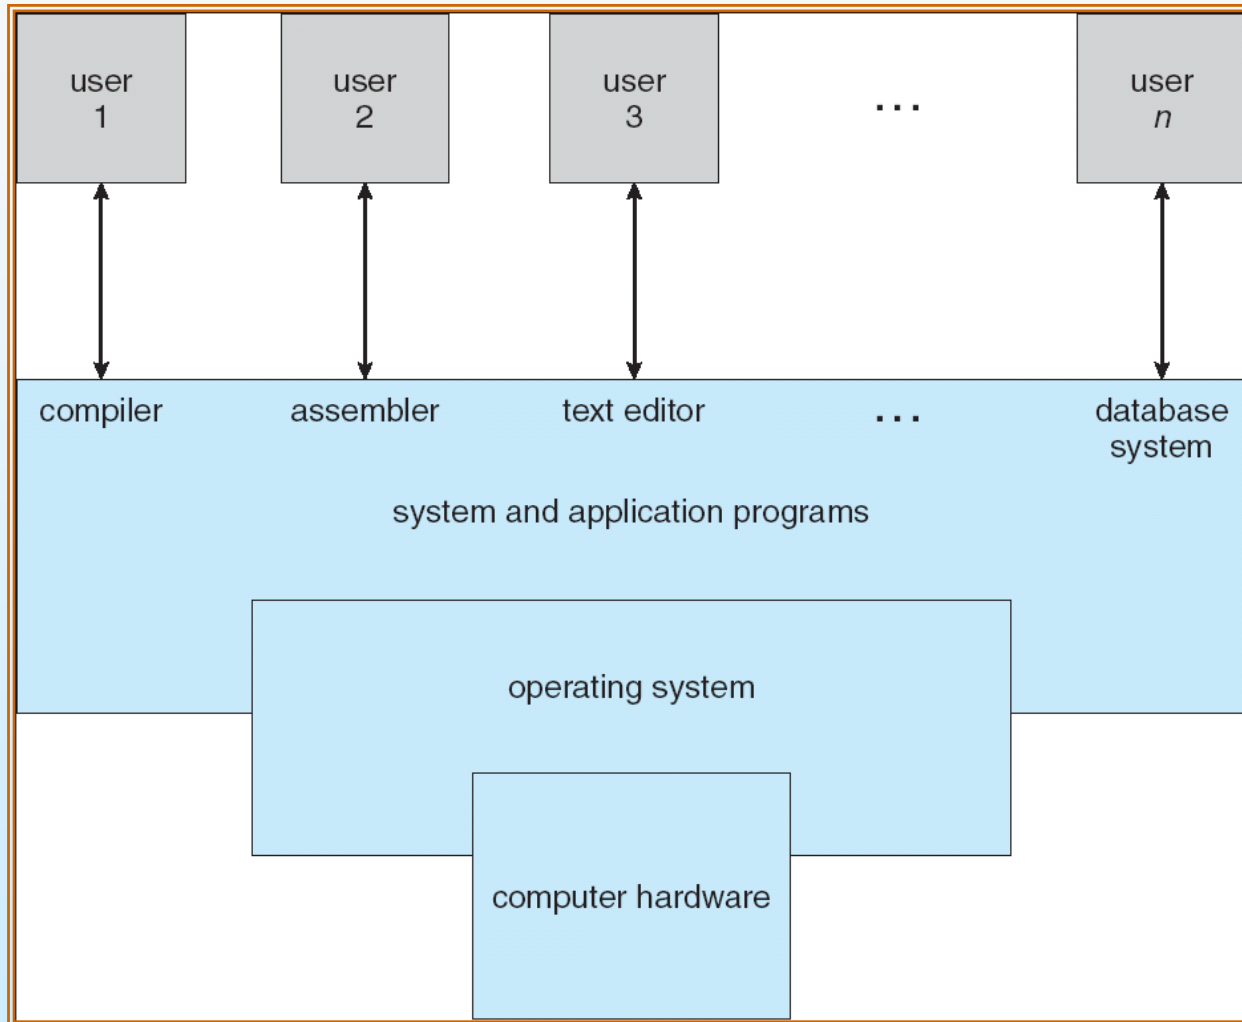 user
1
user
2
user
3
...
user
n
compiler
assembler
text editor
...
database
system
system and application programs
operating system
computer hardware